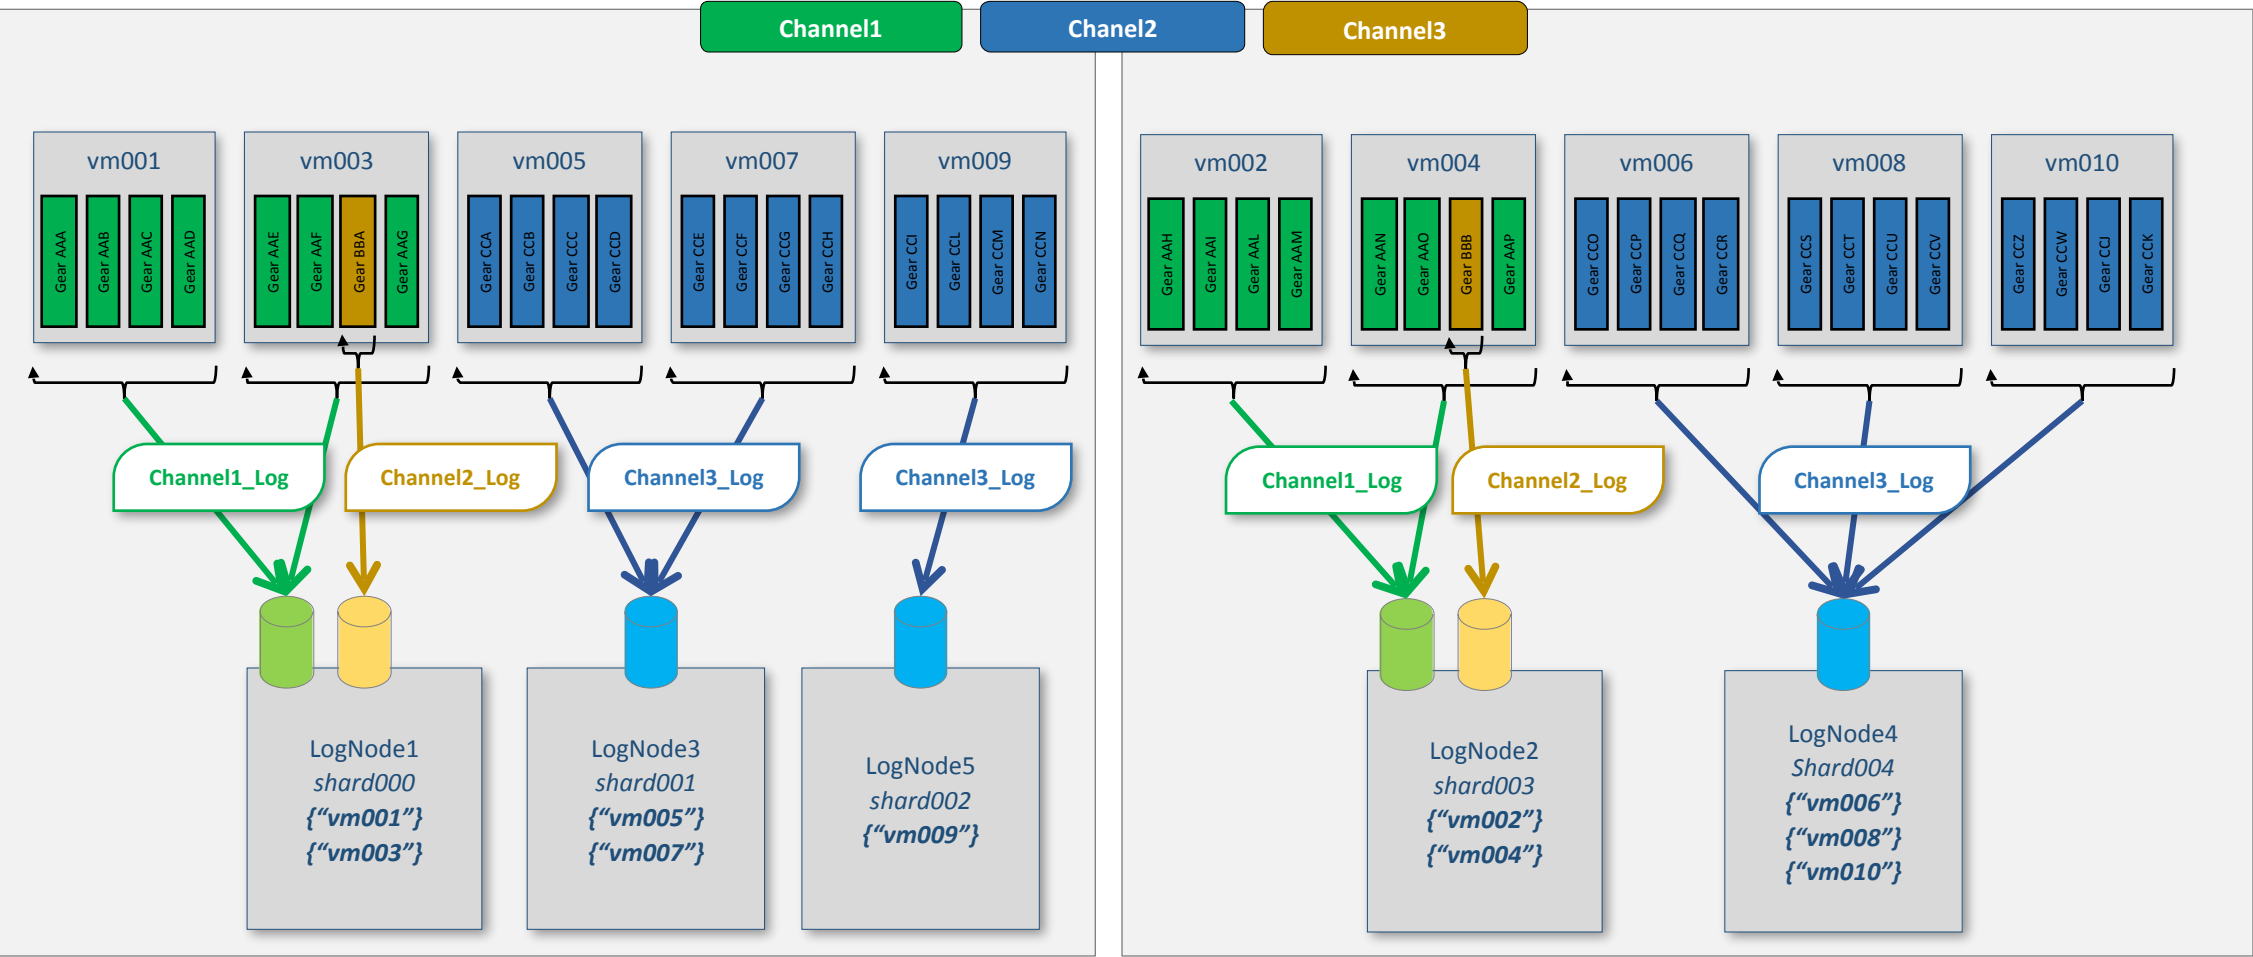 Channel1
Chanel2
Channel3
vm001
Gear AAA
Gear AAB
Gear AAC
Gear AAD
vm003
Gear AAE
Gear AAF
Gear BBA
Gear AAG
vm005
Gear CCA
Gear CCB
Gear CCC
Gear CCD
vm007
Gear CCE
Gear CCF
Gear CCG
Gear CCH
vm009
Gear CCI
Gear CCL
Gear CCM
Gear CCN
vm002
Gear AAH
Gear AAI
Gear AAL
Gear AAM
vm004
Gear AAN
Gear AAO
Gear BBB
Gear AAP
vm006
Gear CCO
Gear CCP
Gear CCQ
Gear CCR
vm008
Gear CCS
Gear CCT
Gear CCU
Gear CCV
vm010
Gear CCZ
Gear CCW
Gear CCJ
Gear CCK
Channel1_Log
Channel2_Log
Channel3_Log
Channel3_Log
Channel1_Log
Channel2_Log
Channel3_Log
LogNode1
shard000
{“vm001”}
{“vm003”}
LogNode3
shard001
{“vm005”}
{“vm007”}
LogNode5
shard002
{“vm009”}
LogNode2
shard003
{“vm002”}
{“vm004”}
LogNode4
Shard004
{“vm006”}
{“vm008”}
{“vm010”}